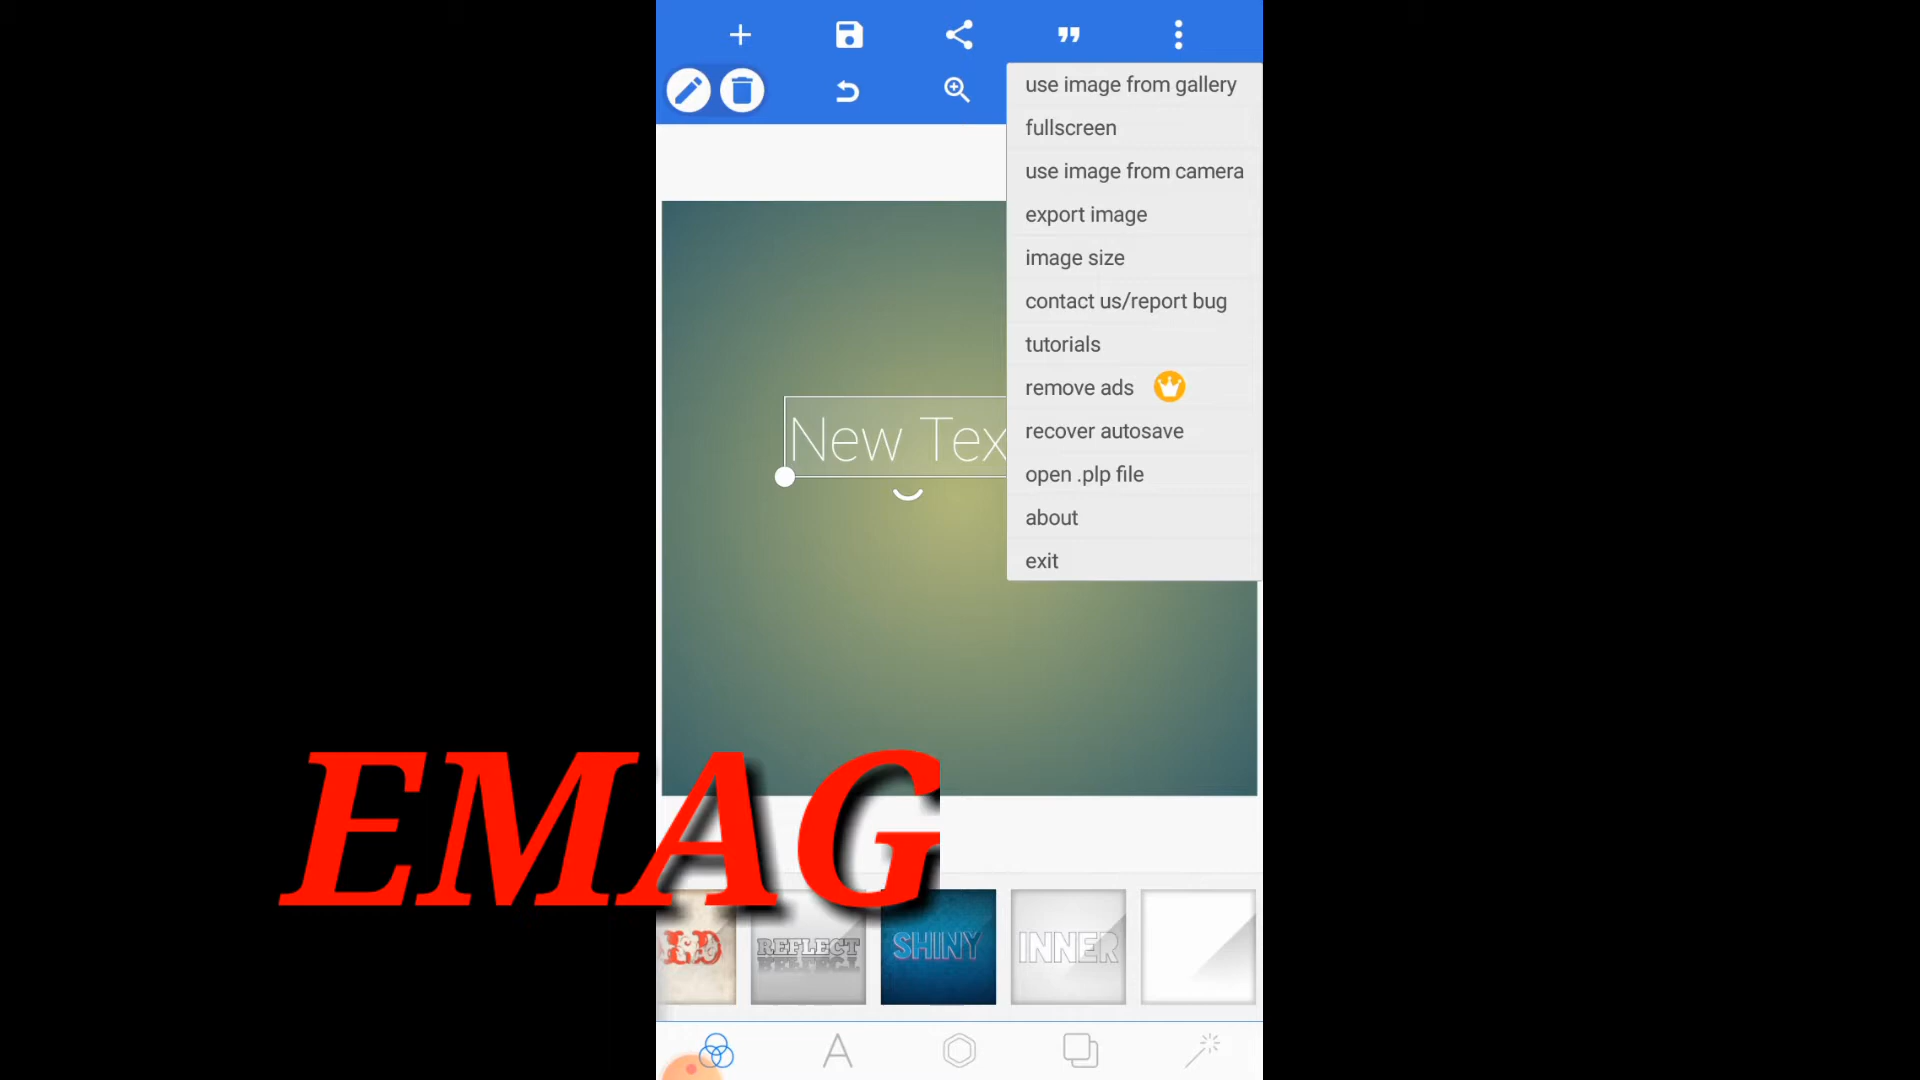 use image from gallery
fullscreen
use image from camera
export image
image size
contact us/report bug
tutorials
remove ads
recover autosave
open .plp file
about
exit
New Tex
EMAG
REFLECT
SHINY
INNER
A